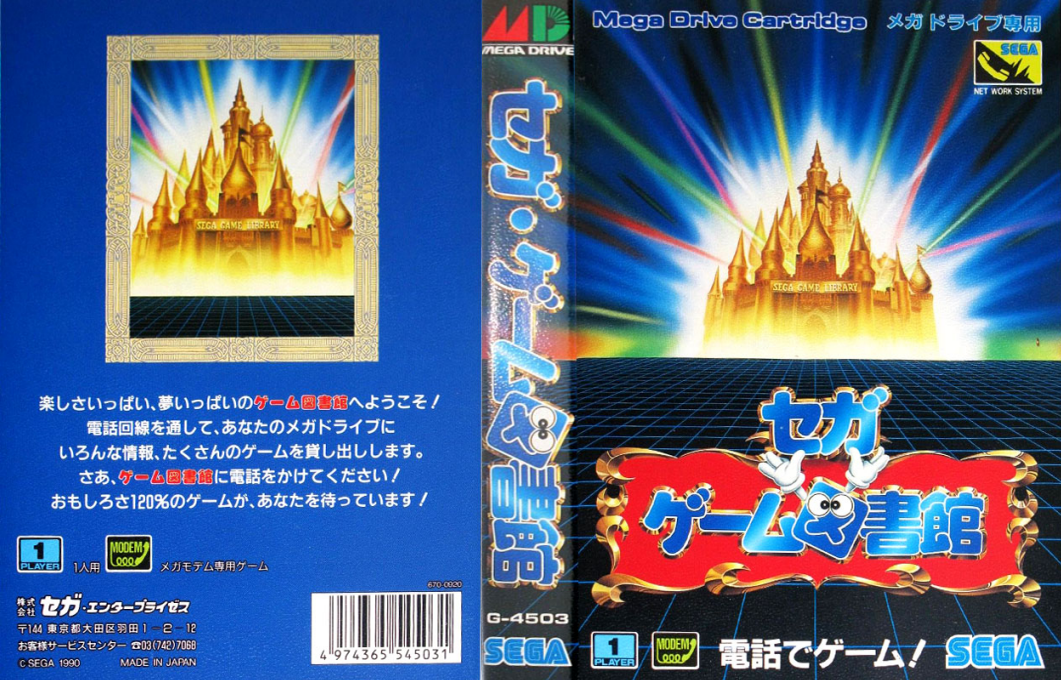 SEGA GAME LIBRARY
楽しさいっぱい、夢いっぱいのゲーム図書館へようこそ!
電話回線を通して、あなたのメガドライブに
いろんな情報、たくさんのゲームを貸し出しします。
さあ、ゲーム図書館に電話をかけてください!
おもしろさ120%のゲームが、あなたを待っています!
1
PLAYER
1人用
MODEM
メガモデム専用ゲーム
670-0920
株式会社 セガ・エンタープライゼス
〒144 東京都大田区羽田1-2-12
お客様サービスセンター ☎03(742)7068
© SEGA 1990 MADE IN JAPAN
4 974365 545031
MD
MEGA DRIVE
セガ・ゲーム図書館
G-4503
SEGA
Mega Drive Cartridge メガドライブ専用
SEGA
NET WORK SYSTEM
SEGA GAME LIBRARY
セガ
ゲーム図書館
1
PLAYER
MODEM
電話でゲーム!
SEGA